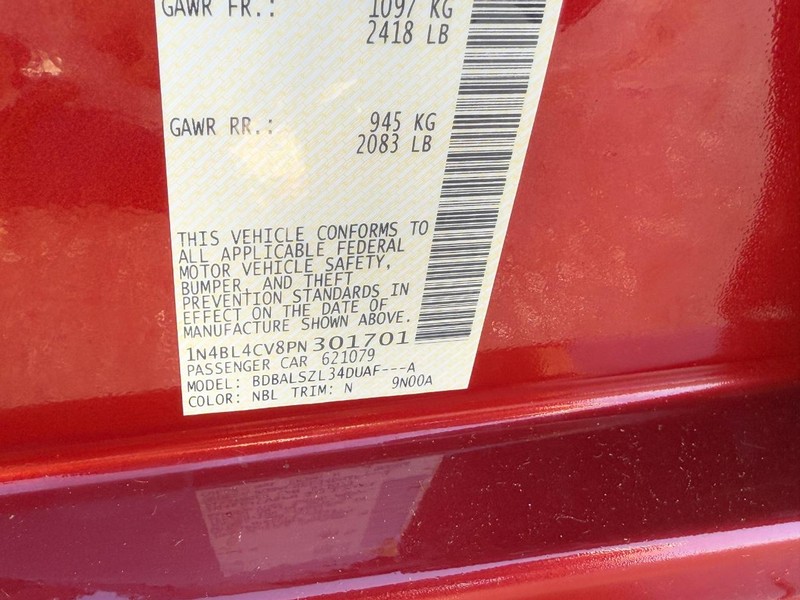 GAWR FR.: 1097 KG
2418 LB
GAWR RR.: 945 KG
2083 LB
THIS VEHICLE CONFORMS TO
ALL APPLICABLE FEDERAL
MOTOR VEHICLE SAFETY,
BUMPER, AND THEFT
PREVENTION STANDARDS IN
EFFECT ON THE DATE OF
MANUFACTURE SHOWN ABOVE.
1N4BL4CV8PN301701
PASSENGER CAR 621079
MODEL: BDBALSZL34DUAF---A
COLOR: NBL TRIM: N 9N00A